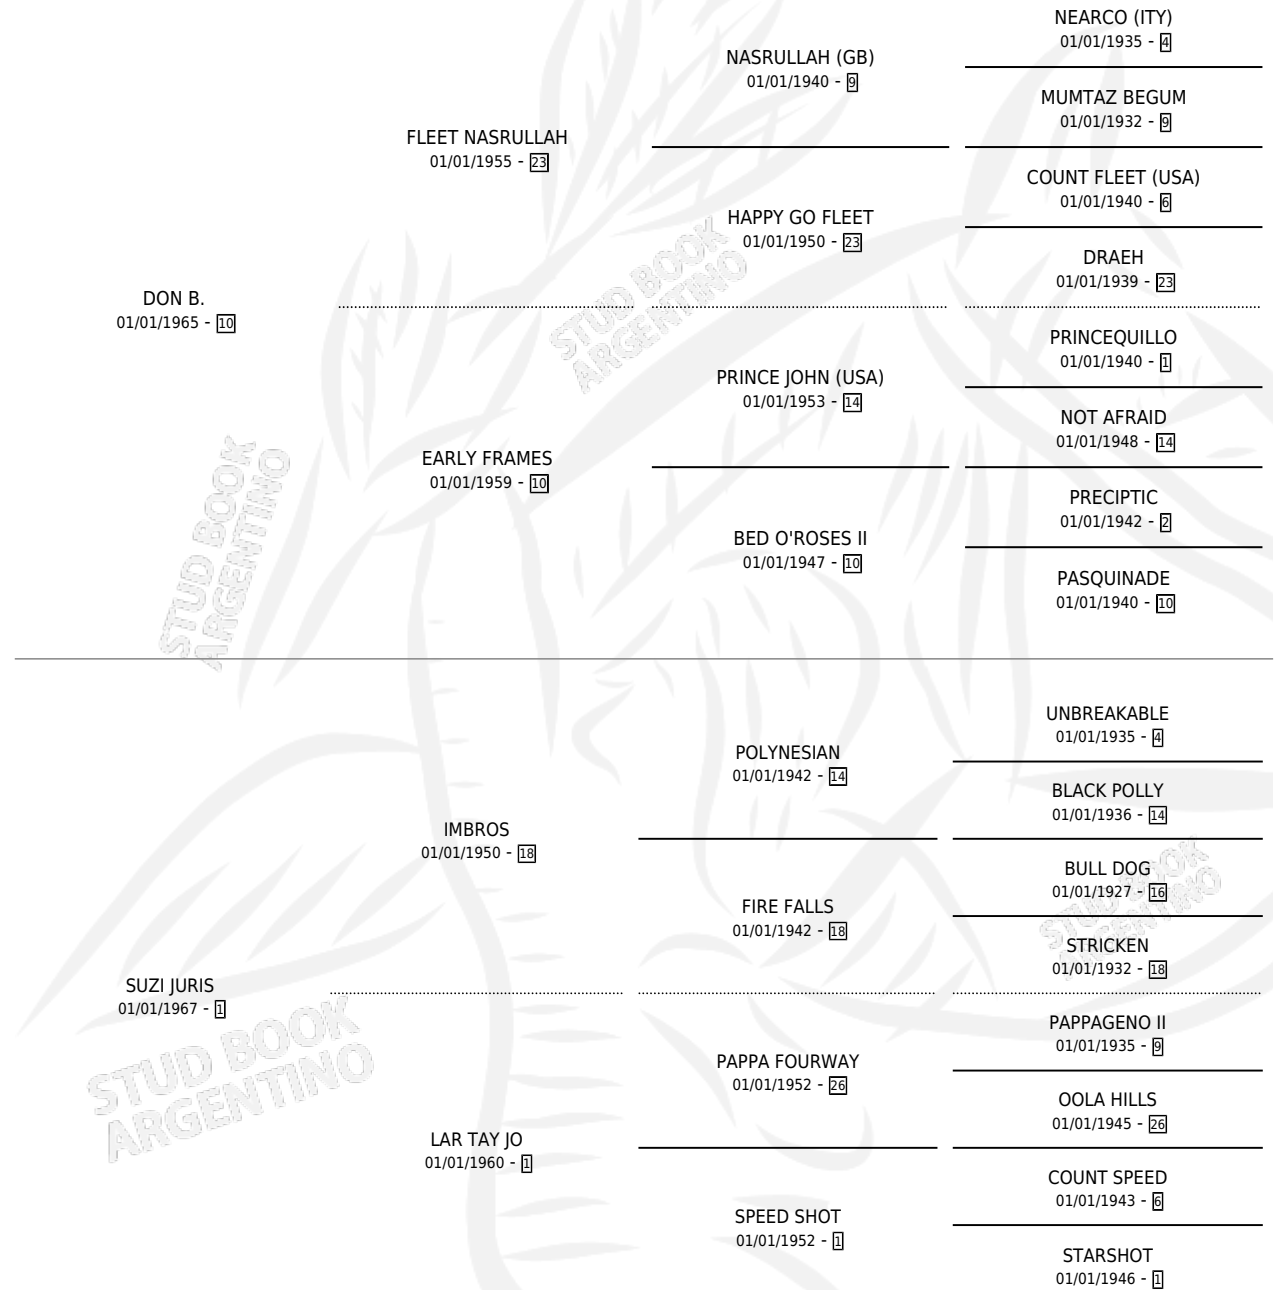 NEARCO (ITY)
01/01/1935 - 4
NASRULLAH (GB)
01/01/1940 - 9
MUMTAZ BEGUM
01/01/1932 - 9
FLEET NASRULLAH
01/01/1955 - 23
COUNT FLEET (USA)
01/01/1940 - 6
HAPPY GO FLEET
01/01/1950 - 23
DRAEH
01/01/1939 - 23
DON B.
01/01/1965 - 10
PRINCEQUILLO
01/01/1940 - 1
PRINCE JOHN (USA)
01/01/1953 - 14
NOT AFRAID
01/01/1948 - 14
EARLY FRAMES
01/01/1959 - 10
PRECIPTIC
01/01/1942 - 2
BED O'ROSES II
01/01/1947 - 10
PASQUINADE
01/01/1940 - 10
STUD BOOK
ARGENTINO
STUD BOOK
ARGENTINO
UNBREAKABLE
01/01/1935 - 4
POLYNESIAN
01/01/1942 - 14
BLACK POLLY
01/01/1936 - 14
IMBROS
01/01/1950 - 18
BULL DOG
01/01/1927 - 16
FIRE FALLS
01/01/1942 - 18
STRICKEN
01/01/1932 - 18
STUD BOOK
ARGENTINO
SUZI JURIS
01/01/1967 - 1
PAPPAGENO II
01/01/1935 - 9
PAPPA FOURWAY
01/01/1952 - 26
OOLA HILLS
01/01/1945 - 26
LAR TAY JO
01/01/1960 - 1
COUNT SPEED
01/01/1943 - 6
SPEED SHOT
01/01/1952 - 1
STARSHOT
01/01/1946 - 1
STUD BOOK
ARGENTINO